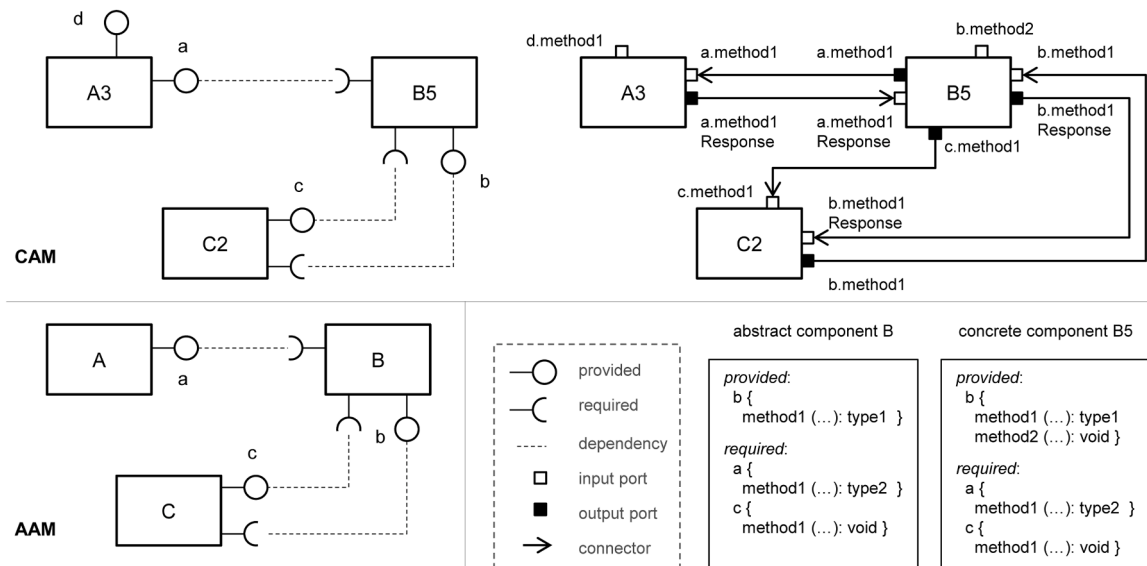 d
a
A3
B5
b
c
C2
CAM
d.method1
b.method2
a.method1
a.method1
b.method1
A3
B5
a.method1
Response
a.method1
Response
b.method1
Response
c.method1
c.method1
b.method1
Response
C2
b.method1
A
a
B
b
c
C
AAM
provided
required
dependency
input port
output port
connector
abstract component B
provided:
b {
method1 (...): type1 }
required:
a {
method1 (...): type2 }
c {
method1 (...): void }
concrete component B5
provided:
b {
method1 (...): type1
method2 (...): void }
required:
a {
method1 (...): type2 }
c {
method1 (...): void }